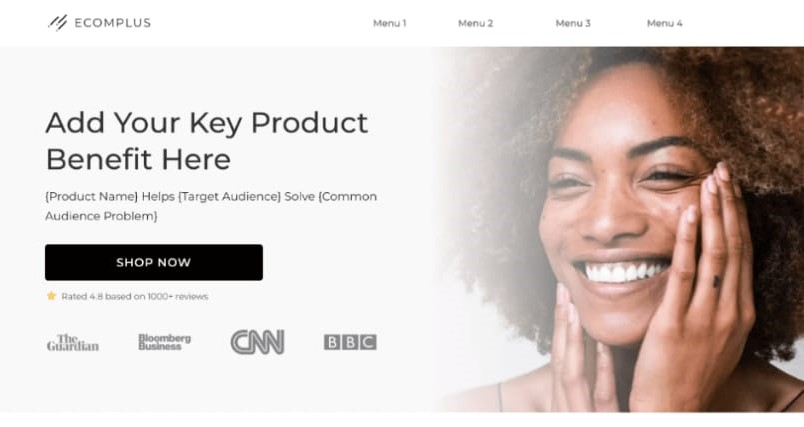 ECOMPLUS
Menu 1 Menu 2 Menu 3 Menu 4
Add Your Key Product
Benefit Here
{Product Name} Helps {Target Audience} Solve {Common
Audience Problem}
SHOP NOW
Rated 4.8 based on 1000+ reviews
The Guardian
Bloomberg Business
CNN
BBC